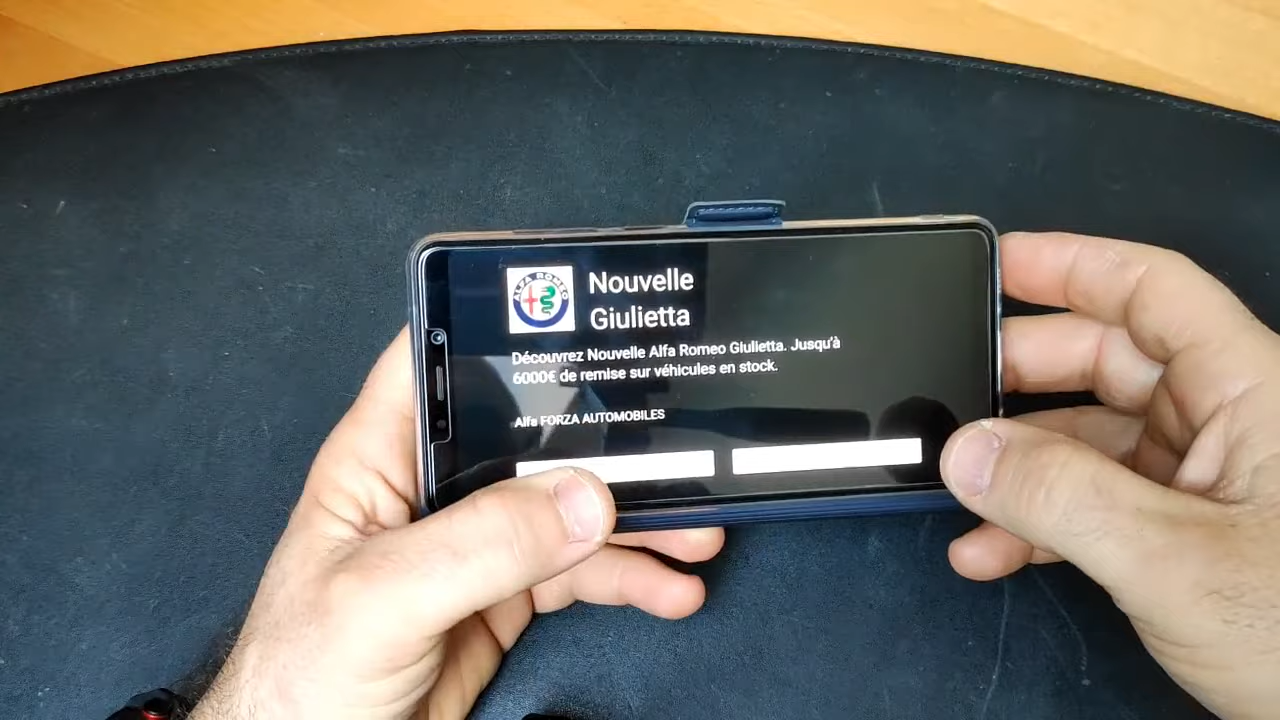 ALFA ROMEO
Nouvelle
Giulietta
Découvrez Nouvelle Alfa Romeo Giulietta. Jusqu'à
6000€ de remise sur véhicules en stock.
Alfa FORZA AUTOMOBILES